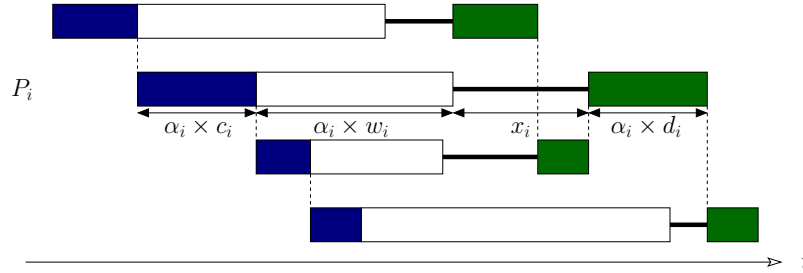 P_i
α_i × c_i α_i × w_i x_i α_i × d_i